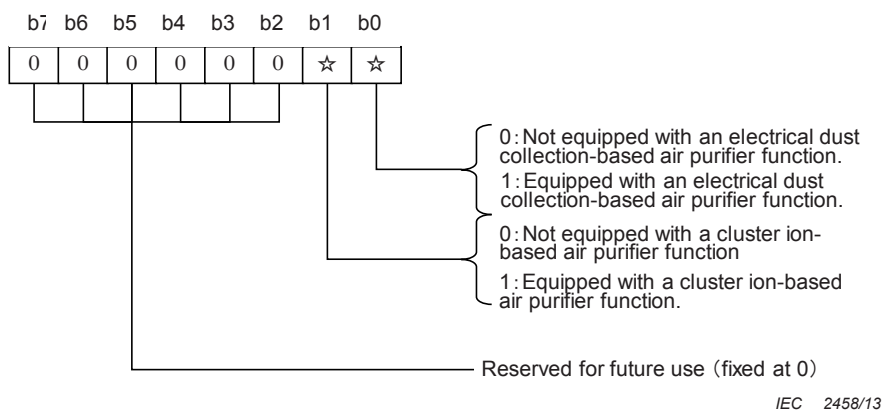 b7 b6 b5 b4 b3 b2 b1 b0
0 0 0 0 0 0 ☆ ☆
0:Not equipped with an electrical dust
collection-based air purifier function.
1:Equipped with an electrical dust
collection-based air purifier function.
0:Not equipped with a cluster ion-
based air purifier function
1:Equipped with a cluster ion-based
air purifier function.
Reserved for future use (fixed at 0)
IEC 2458/13